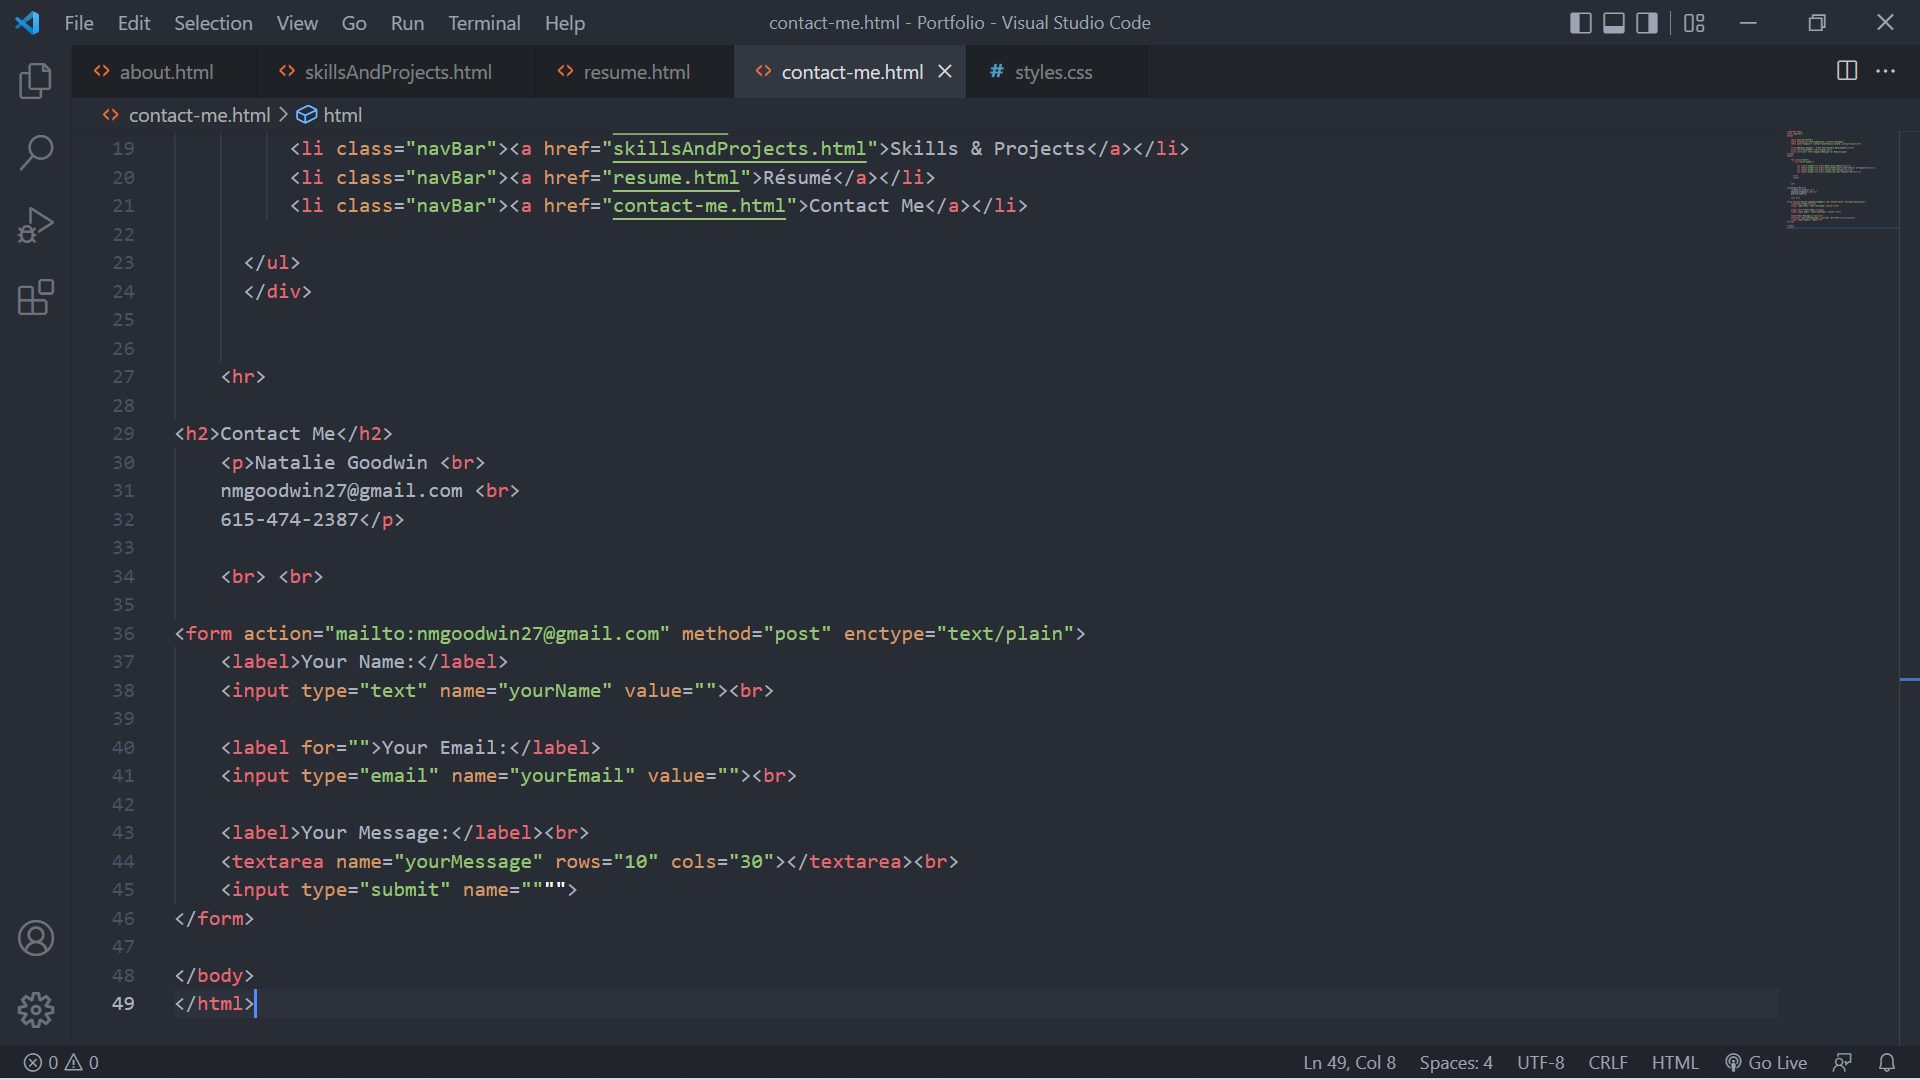 File Edit Selection View Go Run Terminal Help contact-me.html - Portfolio - Visual Studio Code
about.html skillsAndProjects.html resume.html contact-me.html styles.css
contact-me.html > html
19 <li class="navBar"><a href="skillsAndProjects.html">Skills & Projects</a></li>
20 <li class="navBar"><a href="resume.html">Résumé</a></li>
21 <li class="navBar"><a href="contact-me.html">Contact Me</a></li>
22
23 </ul>
24 </div>
25
26
27 <hr>
28
29 <h2>Contact Me</h2>
30 <p>Natalie Goodwin <br>
31 nmgoodwin27@gmail.com <br>
32 615-474-2387</p>
33
34 <br> <br>
35
36 <form action="mailto:nmgoodwin27@gmail.com" method="post" enctype="text/plain">
37 <label>Your Name:</label>
38 <input type="text" name="yourName" value=""><br>
39
40 <label for="">Your Email:</label>
41 <input type="email" name="yourEmail" value=""><br>
42
43 <label>Your Message:</label><br>
44 <textarea name="yourMessage" rows="10" cols="30"></textarea><br>
45 <input type="submit" name="""">
46 </form>
47
48 </body>
49 </html>
0 0 Ln 49, Col 8 Spaces: 4 UTF-8 CRLF HTML Go Live